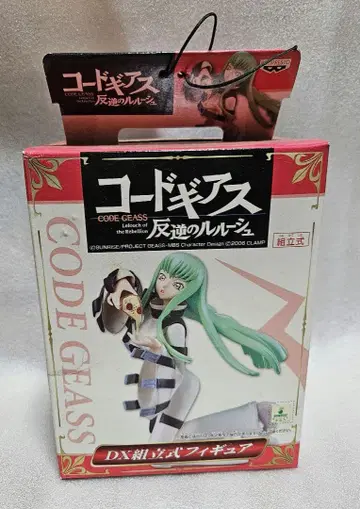 コードギアス
反逆のルルーシュ
BANPRESTO
コードギアス
CODE GEASS
Lelouch of
the Rebellion
反逆のルルーシュ
©SUNRISE/PROJECT GEASS・MBS Character Design ©2006 CLAMP
組立式
CODE GEASS
DX組立式フィギュア